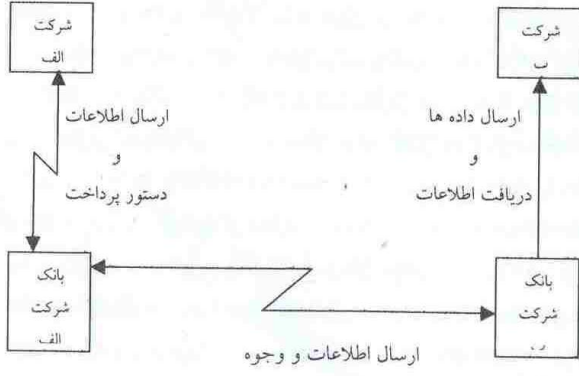 شرکت
ب
شرکت
الف
ارسال داده ها
و
دریافت اطلاعات
ارسال اطلاعات
و
دستور پرداخت
بانک
شرکت
بانک
شرکت
الف
ارسال اطلاعات و وجوه